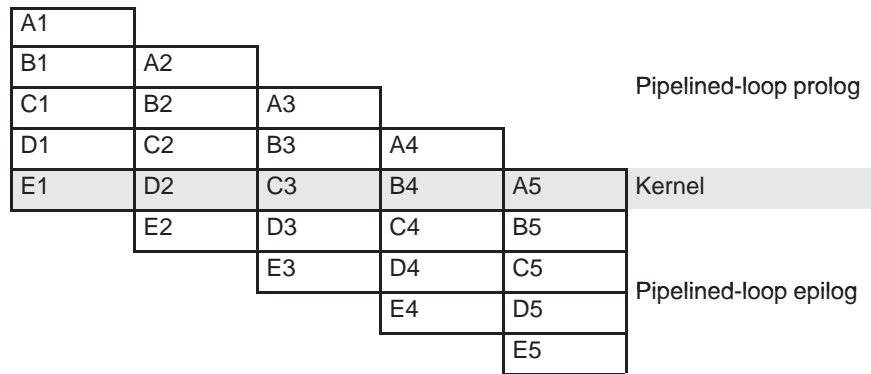 A1
B1 A2
Pipelined-loop prolog
C1 B2 A3
D1 C2 B3 A4
E1 D2 C3 B4 A5 Kernel
E2 D3 C4 B5
E3 D4 C5
Pipelined-loop epilog
E4 D5
E5